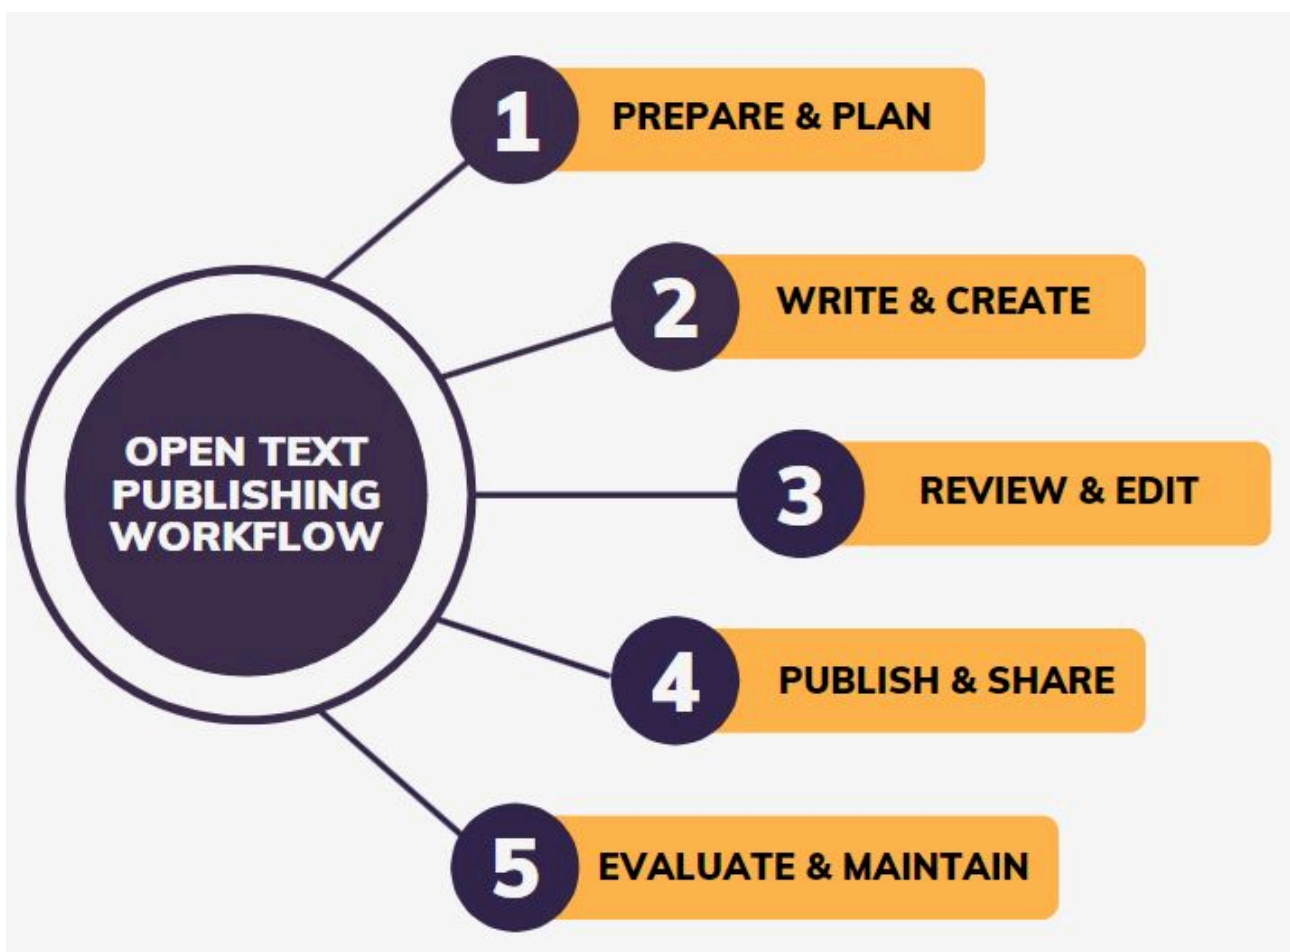 OPEN TEXT
PUBLISHING
WORKFLOW
1
PREPARE & PLAN
2
WRITE & CREATE
3
REVIEW & EDIT
4
PUBLISH & SHARE
5
EVALUATE & MAINTAIN